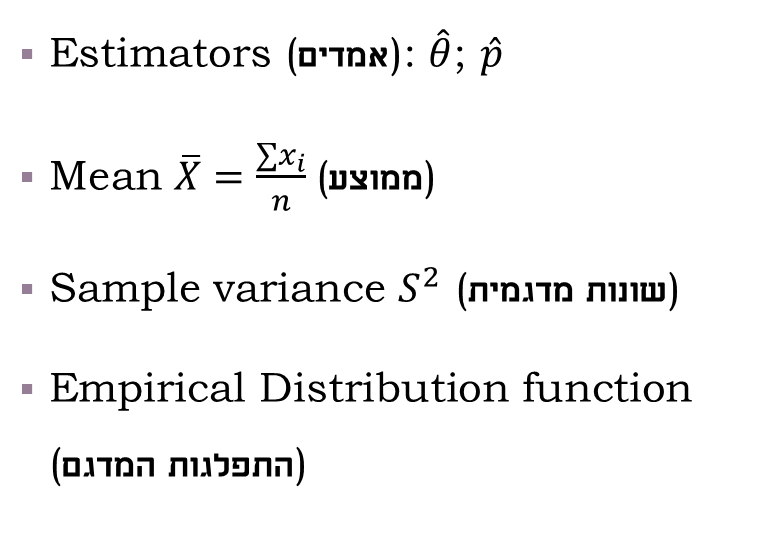 ▪ Estimators (אמדים): θ̂; p̂
▪ Mean X̄ = ∑xᵢ/n (ממוצע)
▪ Sample variance S² (שונות מדגמית)
▪ Empirical Distribution function
(התפלגות המדגם)